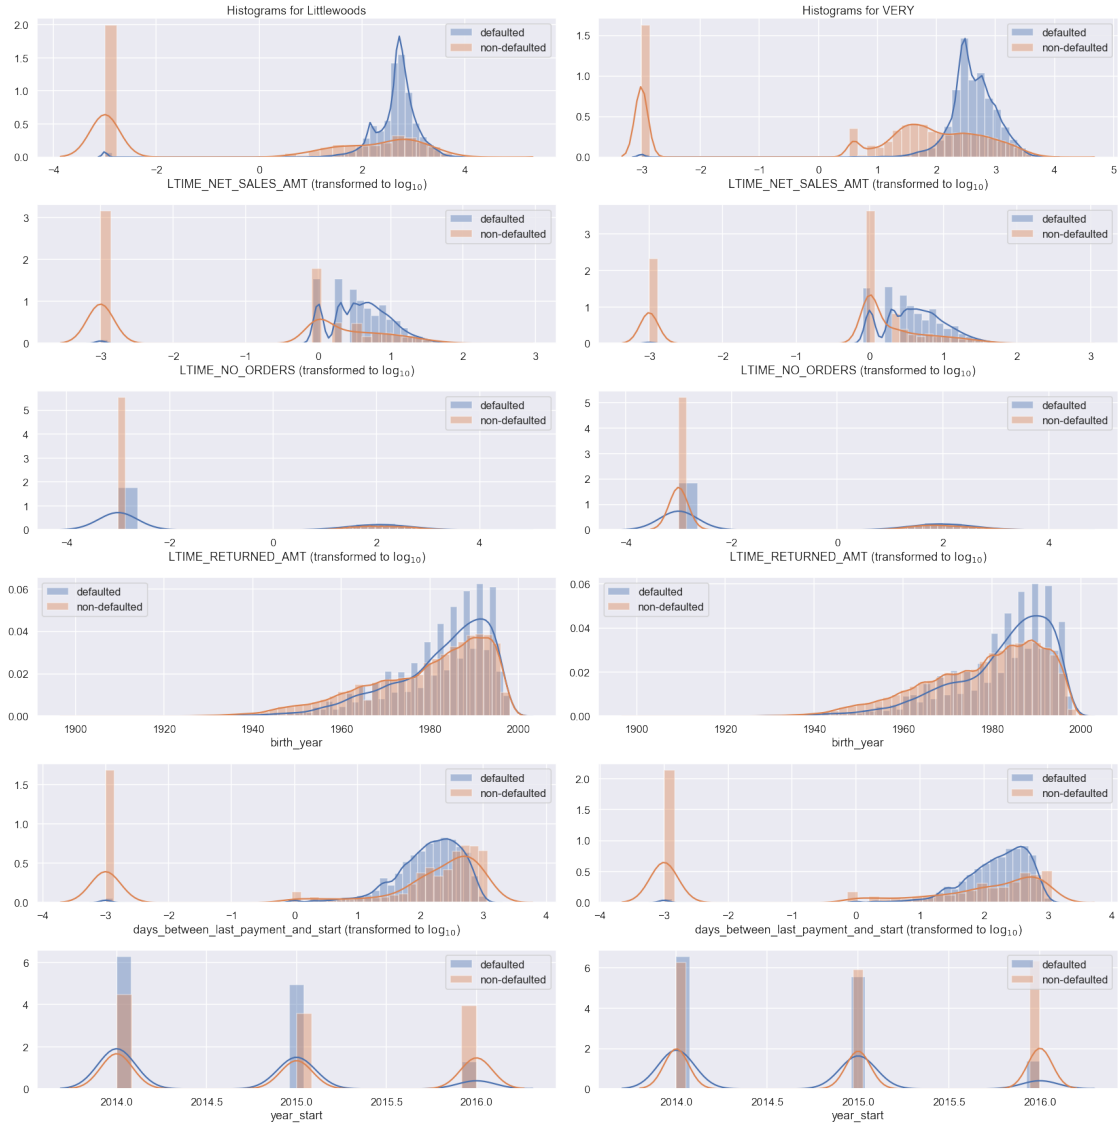 Histograms for Littlewoods
2.0
1.5
1.0
0.5
0.0
defaulted
non-defaulted
−4 −2 0 2 4
LTIME_NET_SALES_AMT (transformed to log₁₀)
Histograms for VERY
1.5
1.0
0.5
0.0
defaulted
non-defaulted
−4 −3 −2 −1 0 1 2 3 4 5
LTIME_NET_SALES_AMT (transformed to log₁₀)
3
2
1
0
defaulted
non-defaulted
−3 −2 −1 0 1 2 3
LTIME_NO_ORDERS (transformed to log₁₀)
3
2
1
0
defaulted
non-defaulted
−3 −2 −1 0 1 2 3
LTIME_NO_ORDERS (transformed to log₁₀)
5
4
3
2
1
0
defaulted
non-defaulted
−4 −2 0 2 4
LTIME_RETURNED_AMT (transformed to log₁₀)
5
4
3
2
1
0
defaulted
non-defaulted
−4 −2 0 2 4
LTIME_RETURNED_AMT (transformed to log₁₀)
0.06
0.04
0.02
0.00
defaulted
non-defaulted
1900 1920 1940 1960 1980 2000
birth_year
0.06
0.04
0.02
0.00
defaulted
non-defaulted
1900 1920 1940 1960 1980 2000
birth_year
1.5
1.0
0.5
0.0
defaulted
non-defaulted
−4 −3 −2 −1 0 1 2 3 4
days_between_last_payment_and_start (transformed to log₁₀)
2.0
1.5
1.0
0.5
0.0
defaulted
non-defaulted
−4 −3 −2 −1 0 1 2 3 4
days_between_last_payment_and_start (transformed to log₁₀)
6
4
2
0
defaulted
non-defaulted
2014.0 2014.5 2015.0 2015.5 2016.0
year_start
6
4
2
0
defaulted
non-defaulted
2014.0 2014.5 2015.0 2015.5 2016.0
year_start